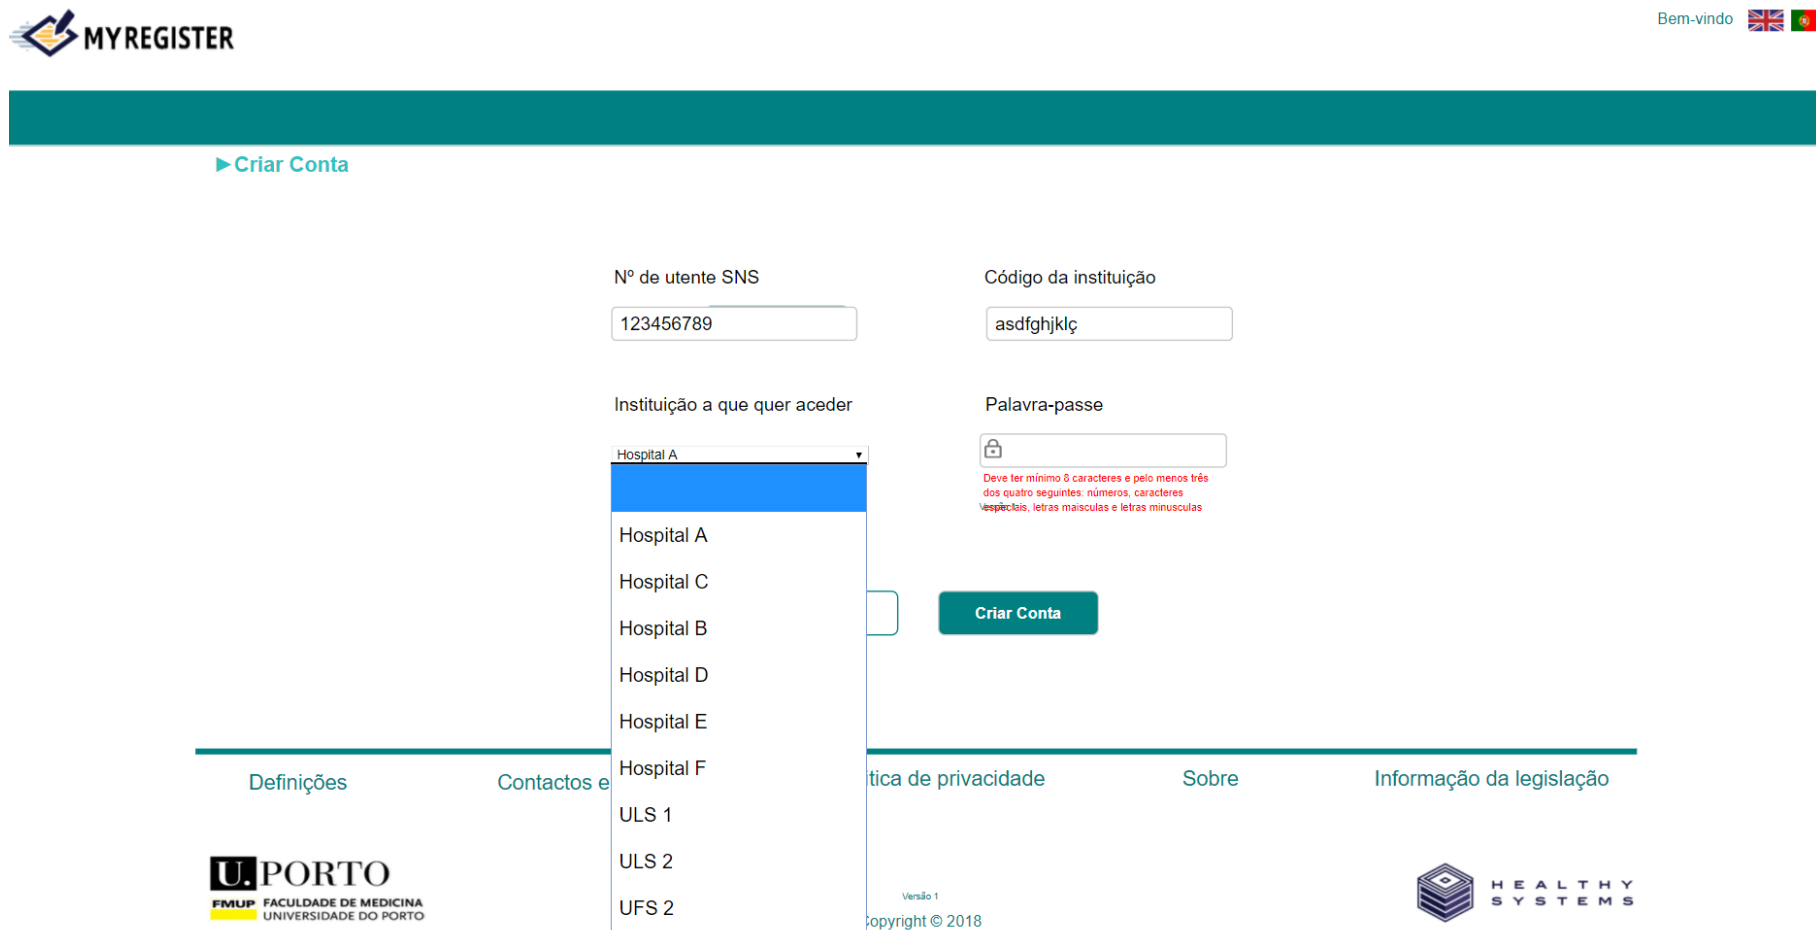 MYREGISTER
Bem-vindo
►Criar Conta
Nº de utente SNS
Código da instituição
123456789
asdfghjklç
Instituição a que quer aceder
Palavra-passe
Hospital A
Deve ter mínimo 8 caracteres e pelo menos três
dos quatro seguintes: números, caracteres
especiais, letras maisculas e letras minusculas
Hospital A
Hospital C
Hospital B
Hospital D
Hospital E
Hospital F
ULS 1
ULS 2
UFS 2
Criar Conta
Definições
Contactos e
itica de privacidade
Sobre
Informação da legislação
U.PORTO
FMUP FACULDADE DE MEDICINA
UNIVERSIDADE DO PORTO
Versão 1
opyright © 2018
HEALTHY
SYSTEMS